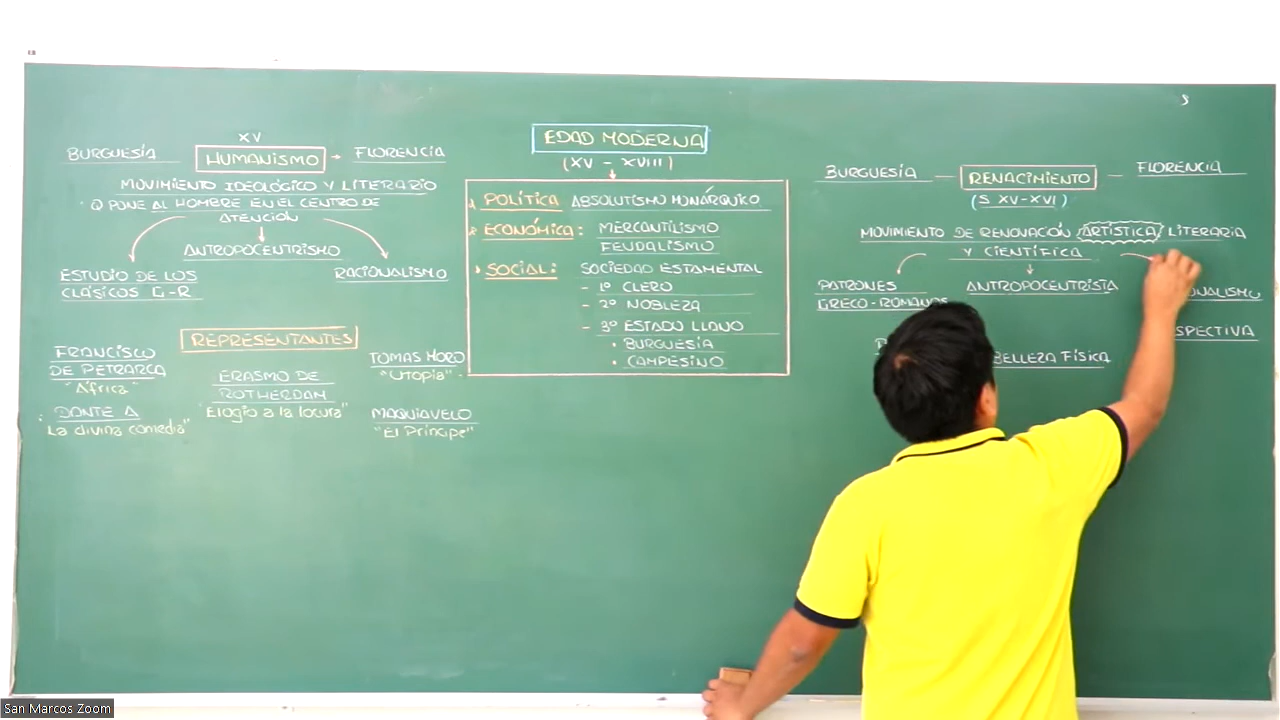 XV
BURGUESÍA HUMANISMO → FLORENCIA
MOVIMIENTO IDEOLÓGICO Y LITERARIO
Q PONE AL HOMBRE EN EL CENTRO DE
ATENCIÓN
ANTROPOCENTRISMO
ESTUDIO DE LOS
CLÁSICOS G-R
RACIONALISMO
REPRESENTANTES
FRANCISCO
DE PETRARCA
"África"
DANTE A
"La divina comedia"
ERASMO DE
ROTHERDAM
"Elogio a la locura"
TOMAS MORO
"UTOPIA"
MAQUIAVELO
"El Príncipe"
EDAD MODERNA
(XV - XVIII)
POLÍTICA ABSOLUTISMO MONÁRQUICO
ECONÓMICA: MERCANTILISMO
FEUDALISMO
SOCIAL: SOCIEDAD ESTAMENTAL
- 1º CLERO
- 2º NOBLEZA
- 3º ESTADO LLANO
• BURGUESÍA
• CAMPESINO
BURGUESÍA — RENACIMIENTO — FLORENCIA
(S XV-XVI)
MOVIMIENTO DE RENOVACIÓN ARTÍSTICA LITERARIA
Y CIENTÍFICA
PATRONES
GRECO-ROMANOS
ANTROPOCENTRISTA
BELLEZA FÍSICA
San Marcos Zoom